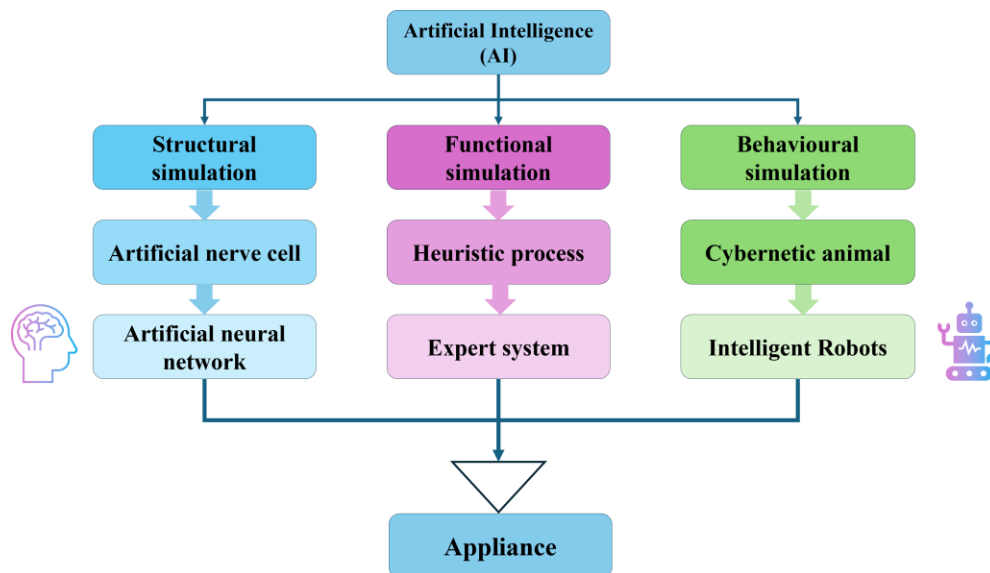 Artificial Intelligence
(AI)
Structural
simulation
Functional
simulation
Behavioural
simulation
Artificial nerve cell
Heuristic process
Cybernetic animal
Artificial neural
network
Expert system
Intelligent Robots
Appliance